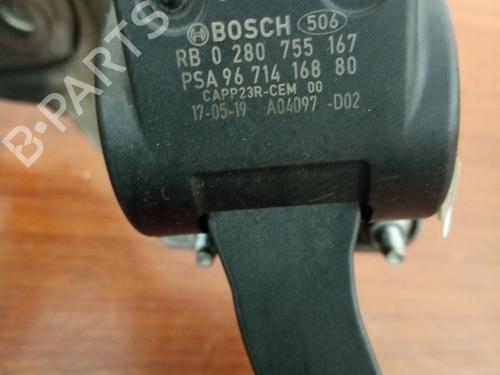 BOSCH 506
RB 0 280 755 167
PSA 96 714 168 80
CAPP23R-CEM 00
17-05-19 A04097 -D02
B-PARTS